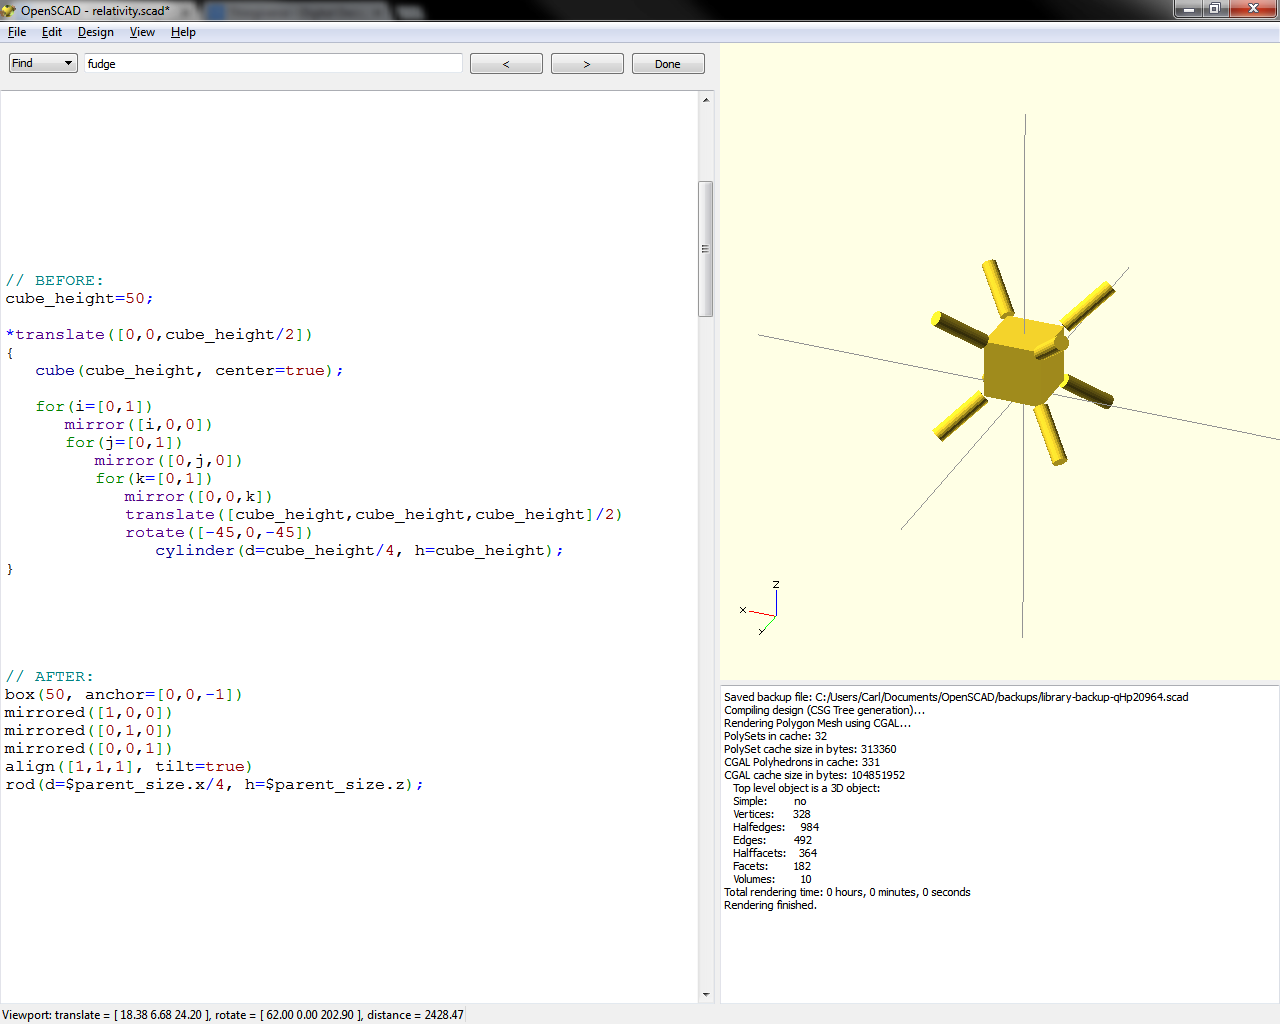 OpenSCAD - relativity.scad*
File Edit Design View Help
Find fudge < > Done
// BEFORE:
cube_height=50;
*translate([0,0,cube_height/2])
{
cube(cube_height, center=true);
for(i=[0,1])
mirror([i,0,0])
for(j=[0,1])
mirror([0,j,0])
for(k=[0,1])
mirror([0,0,k])
translate([cube_height,cube_height,cube_height]/2)
rotate([-45,0,-45])
cylinder(d=cube_height/4, h=cube_height);
}
// AFTER:
box(50, anchor=[0,0,-1])
mirrored([1,0,0])
mirrored([0,1,0])
mirrored([0,0,1])
align([1,1,1], tilt=true)
rod(d=$parent_size.x/4, h=$parent_size.z);
Z
X
Y
Saved backup file: C:/Users/Carl/Documents/OpenSCAD/backups/library-backup-qHp20964.scad
Compiling design (CSG Tree generation)...
Rendering Polygon Mesh using CGAL...
PolySets in cache: 32
PolySet cache size in bytes: 313360
CGAL Polyhedrons in cache: 331
CGAL cache size in bytes: 104851952
Top level object is a 3D object:
Simple: no
Vertices: 328
Halfedges: 984
Edges: 492
Halffacets: 364
Facets: 182
Volumes: 10
Total rendering time: 0 hours, 0 minutes, 0 seconds
Rendering finished.
Viewport: translate = [ 18.38 6.68 24.20 ], rotate = [ 62.00 0.00 202.90 ], distance = 2428.47